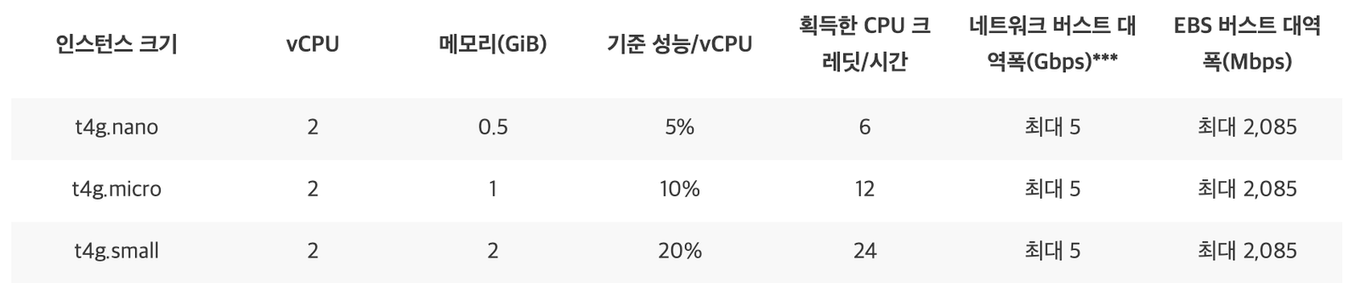 인스턴스 크기 vCPU 메모리(GiB) 기준 성능/vCPU 획득한 CPU 크 네트워크 버스트 대 EBS 버스트 대역
레딧/시간 역폭(Gbps)*** 폭(Mbps)
t4g.nano 2 0.5 5% 6 최대 5 최대 2,085
t4g.micro 2 1 10% 12 최대 5 최대 2,085
t4g.small 2 2 20% 24 최대 5 최대 2,085